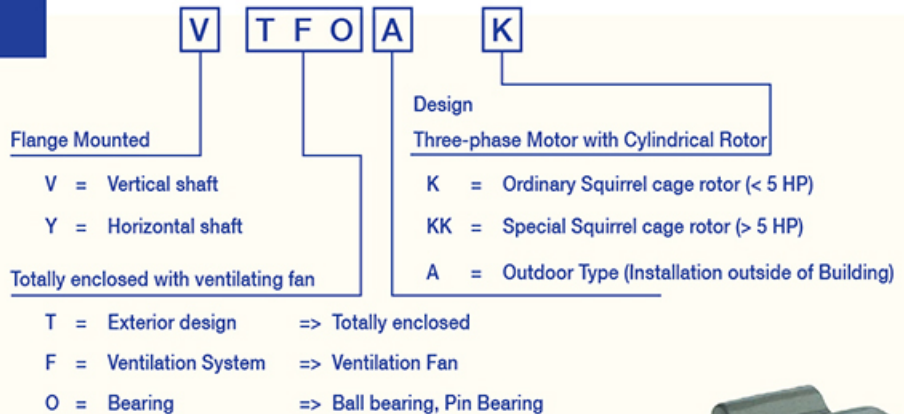 V TFO A K
Design
Flange Mounted
Three-phase Motor with Cylindrical Rotor
V = Vertical shaft
K = Ordinary Squirrel cage rotor (< 5 HP)
Y = Horizontal shaft
KK = Special Squirrel cage rotor (> 5 HP)
A = Outdoor Type (Installation outside of Building)
Totally enclosed with ventilating fan
T = Exterior design => Totally enclosed
F = Ventilation System => Ventilation Fan
O = Bearing => Ball bearing, Pin Bearing